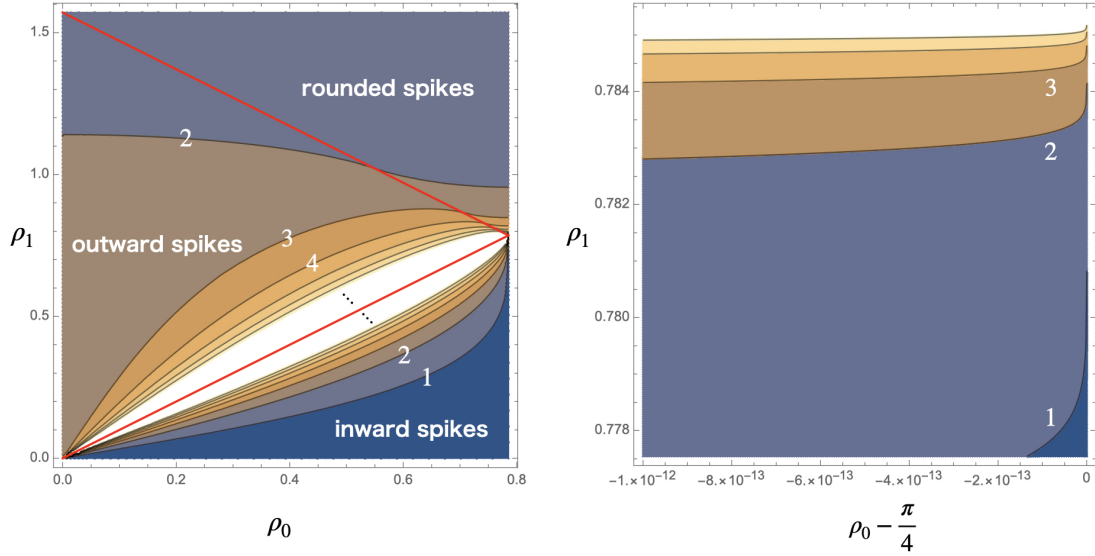 1.5
1.0
0.5
0.0
ρ1
rounded spikes
2
outward spikes
3
4
2
1
inward spikes
0.0 0.2 0.4 0.6 0.8
ρ0
0.784
0.782
0.780
0.778
ρ1
3
2
1
-1.×10⁻¹² -8.×10⁻¹³ -6.×10⁻¹³ -4.×10⁻¹³ -2.×10⁻¹³ 0
ρ0 − π/4